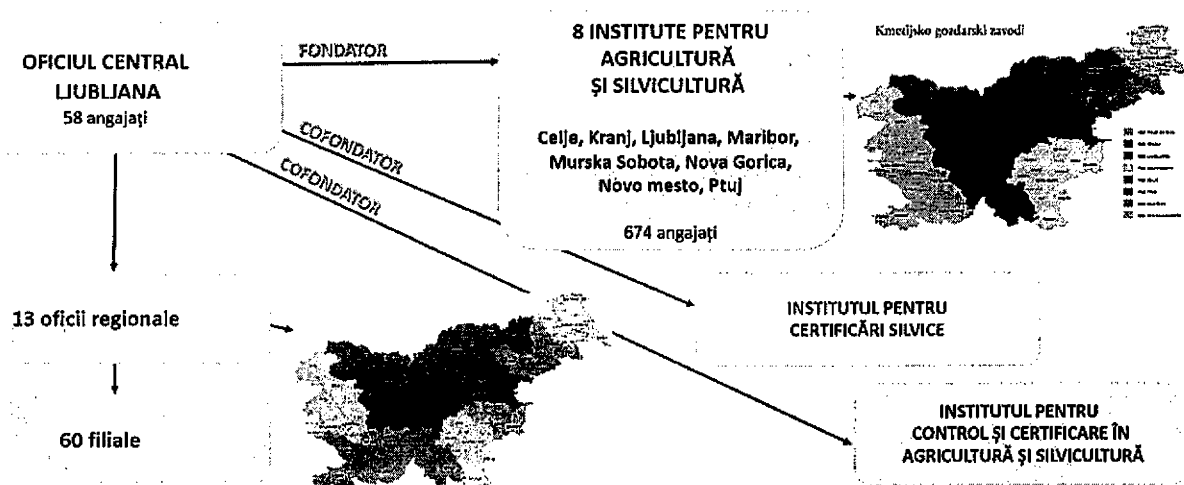 OFICIUL CENTRAL
LJUBLJANA
58 angajați
FONDATOR
COFONDATOR
COFONDATOR
8 INSTITUTE PENTRU
AGRICULTURĂ
ȘI SILVICULTURĂ
Celje, Kranj, Ljubljana, Maribor,
Murska Sobota, Nova Gorica,
Novo mesto, Ptuj
674 angajați
Kmetijsko gozdarski zavodi
13 oficii regionale
60 filiale
INSTITUTUL PENTRU
CERTIFICĂRI SILVICE
INSTITUTUL PENTRU
CONTROL ȘI CERTIFICARE ÎN
AGRICULTURĂ ȘI SILVICULTURĂ